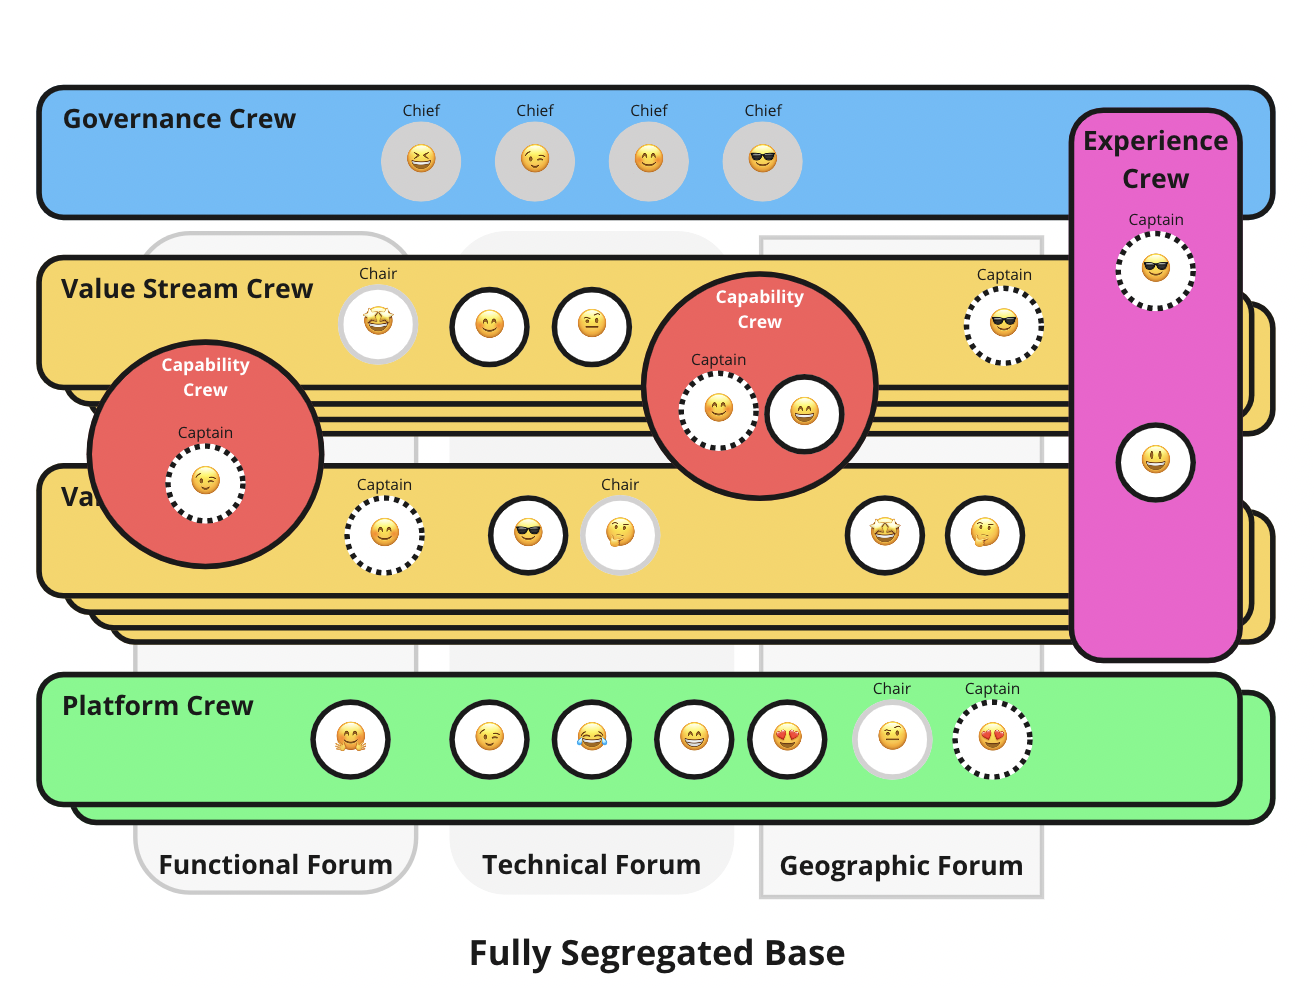 Governance Crew
Chief
Chief
Chief
Chief
Experience
Crew
Captain
Value Stream Crew
Chair
Capability
Crew
Captain
Captain
Capability
Crew
Captain
Va
Captain
Chair
Platform Crew
Chair
Captain
Functional Forum
Technical Forum
Geographic Forum
Fully Segregated Base